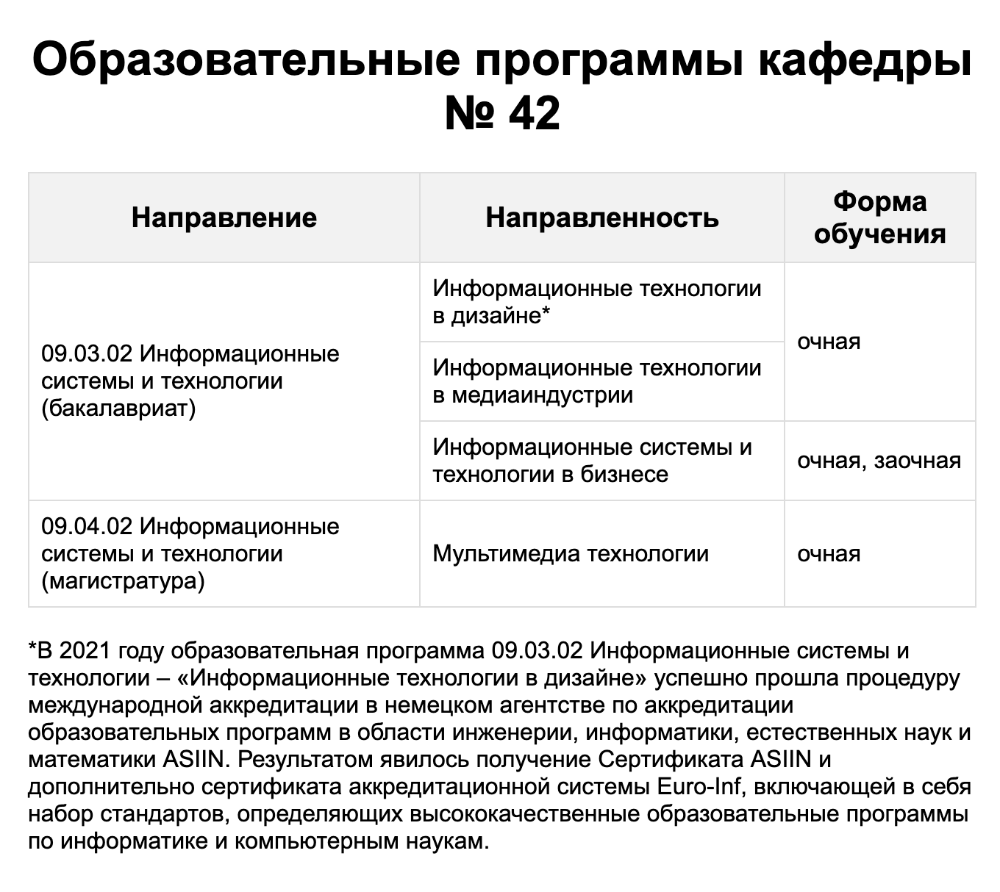 Образовательные программы кафедры
№ 42
Направление
Направленность
Форма
обучения
09.03.02 Информационные
системы и технологии
(бакалавриат)
Информационные технологии
в дизайне*
очная
Информационные технологии
в медиаиндустрии
Информационные системы и
технологии в бизнесе
очная, заочная
09.04.02 Информационные
системы и технологии
(магистратура)
Мультимедиа технологии
очная
*В 2021 году образовательная программа 09.03.02 Информационные системы и
технологии – «Информационные технологии в дизайне» успешно прошла процедуру
международной аккредитации в немецком агентстве по аккредитации
образовательных программ в области инженерии, информатики, естественных наук и
математики ASIIN. Результатом явилось получение Сертификата ASIIN и
дополнительно сертификата аккредитационной системы Euro-Inf, включающей в себя
набор стандартов, определяющих высококачественные образовательные программы
по информатике и компьютерным наукам.